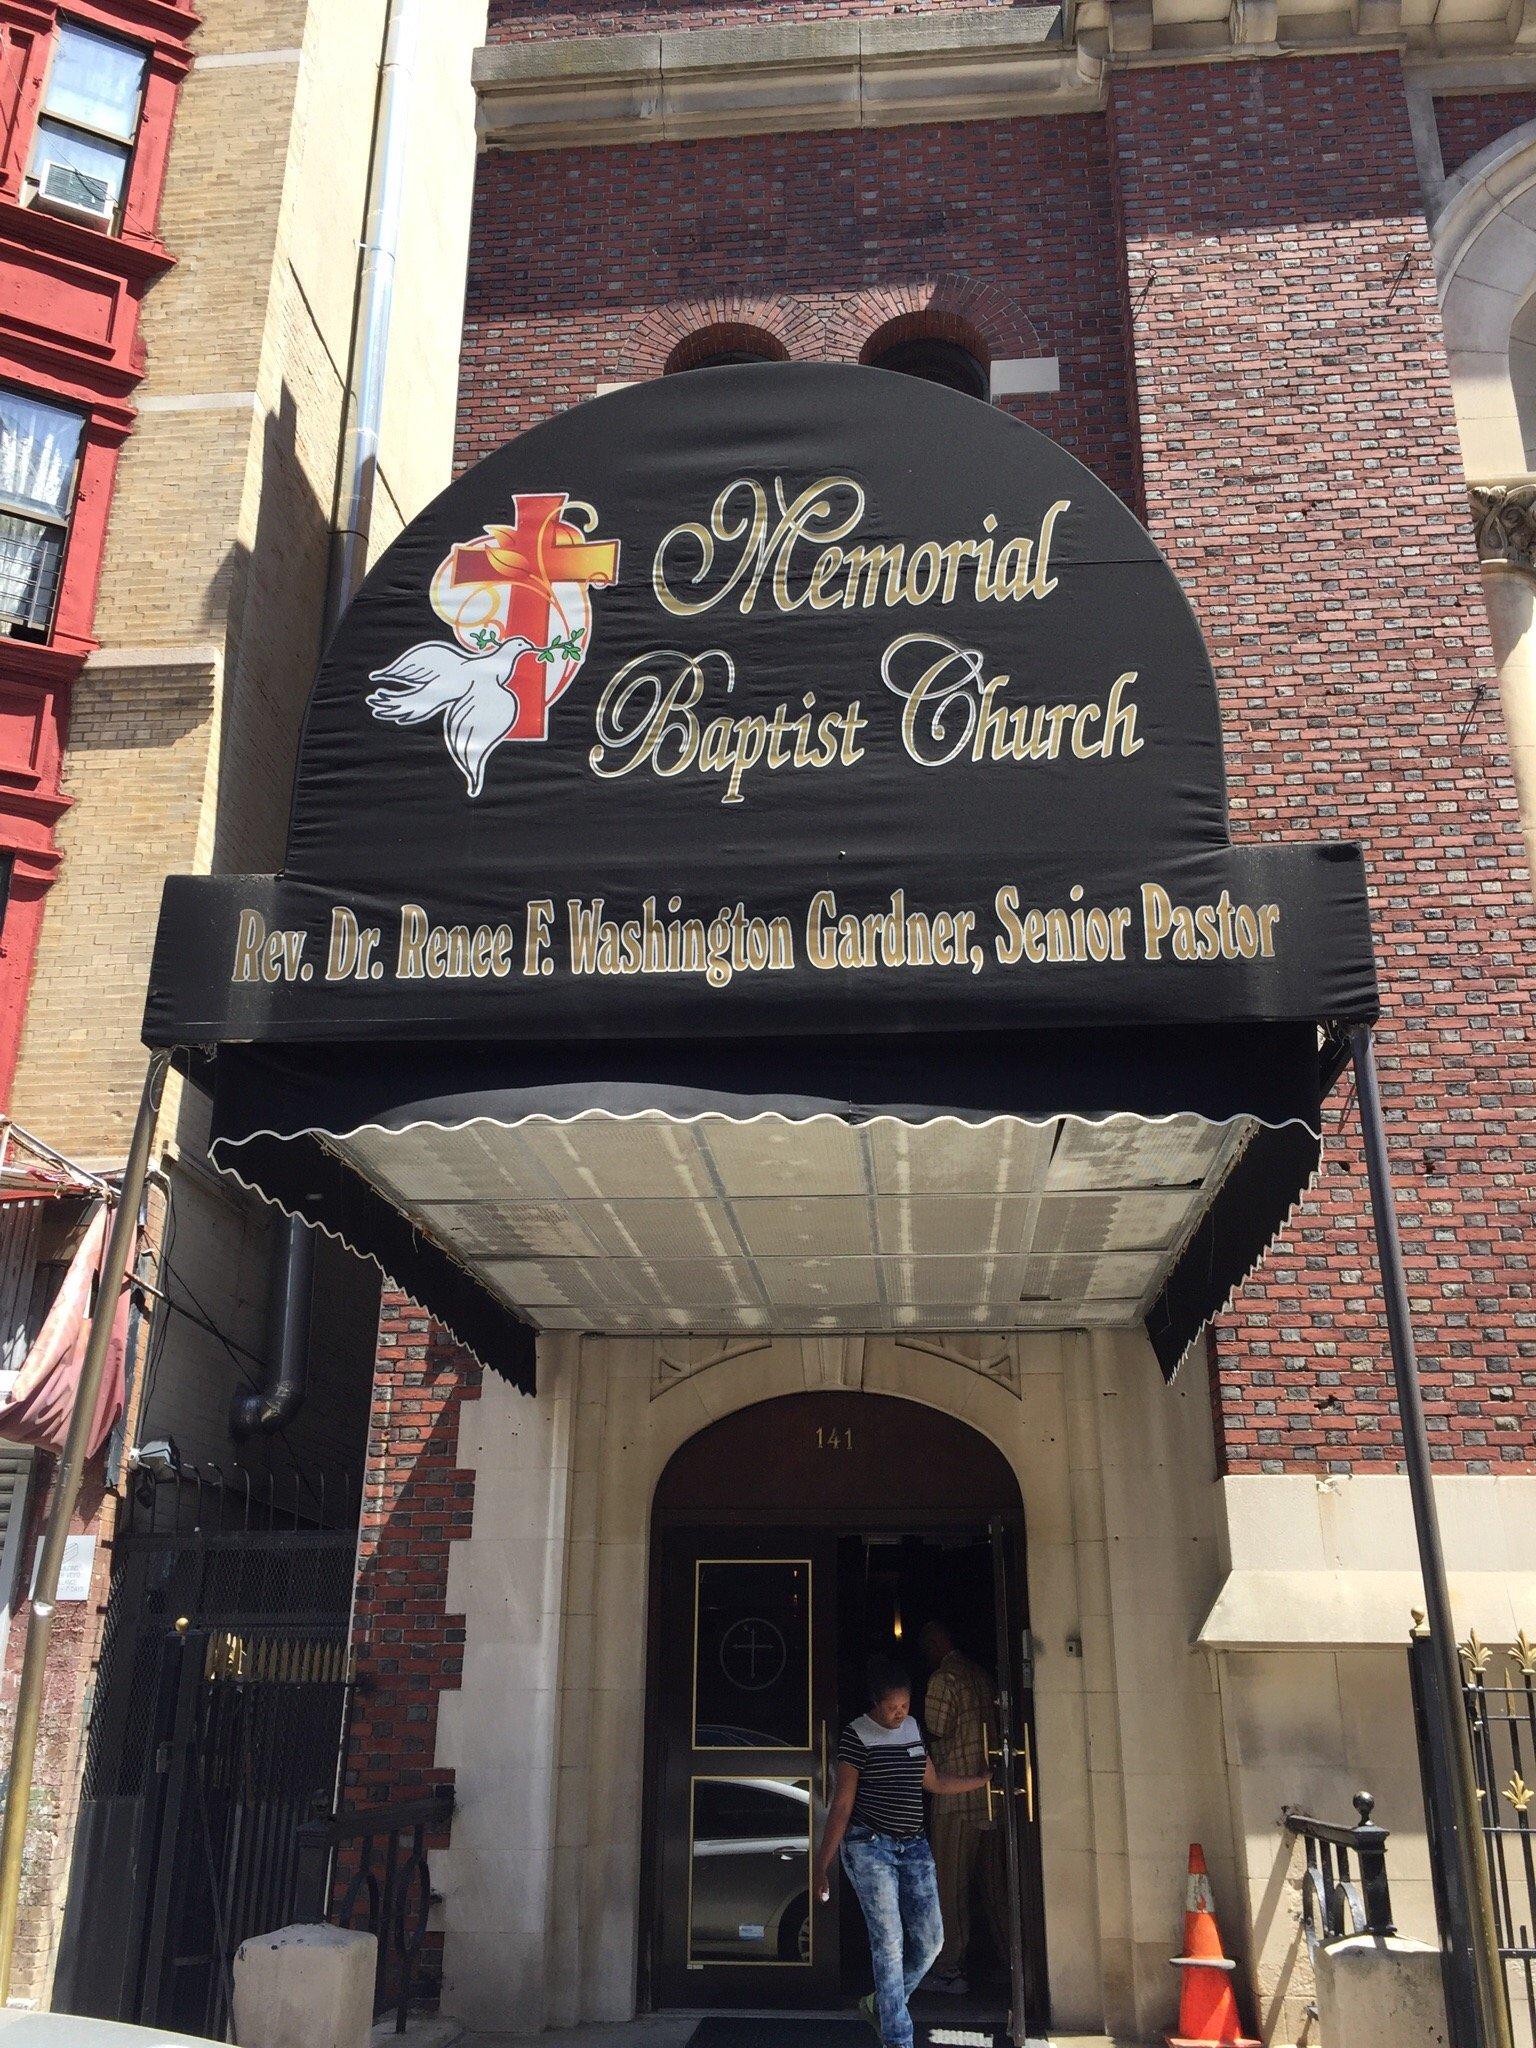 Memorial
Baptist Church
Rev. Dr. Renee F. Washington Gardner, Senior Pastor
141